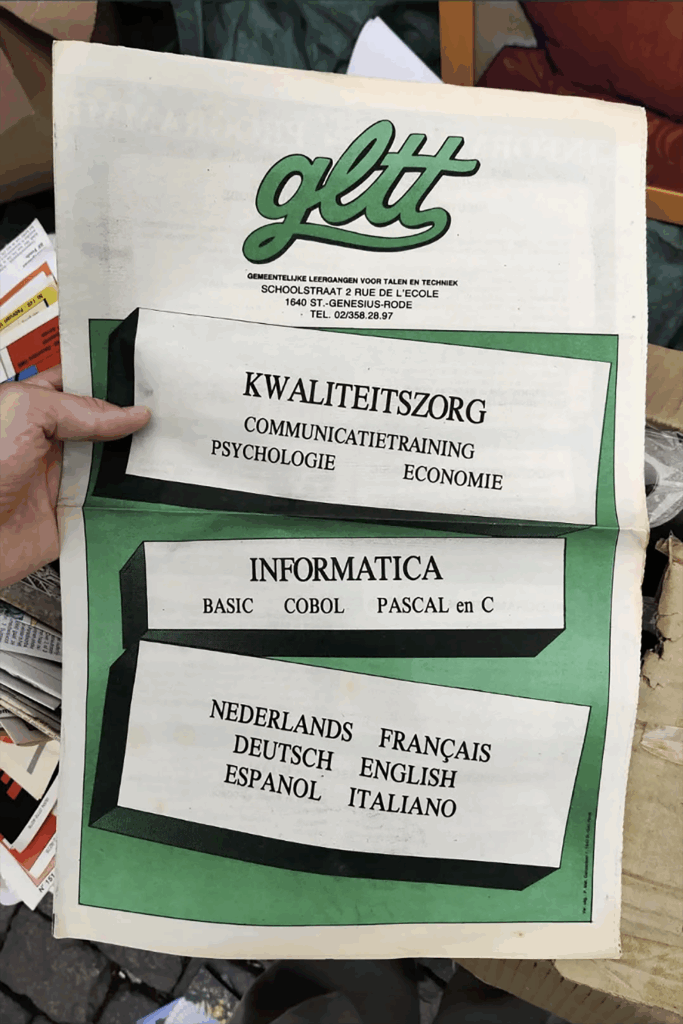 gltt
GEMEENTELIJKE LEERGANGEN VOOR TALEN EN TECHNIEK
SCHOOLSTRAAT 2 RUE DE L'ECOLE
1640 ST.-GENESIUS-RODE
TEL. 02/358.28.97
KWALITEITSZORG
COMMUNICATIETRAINING
PSYCHOLOGIE ECONOMIE
INFORMATICA
BASIC COBOL PASCAL en C
NEDERLANDS FRANÇAIS
DEUTSCH ENGLISH
ESPANOL ITALIANO